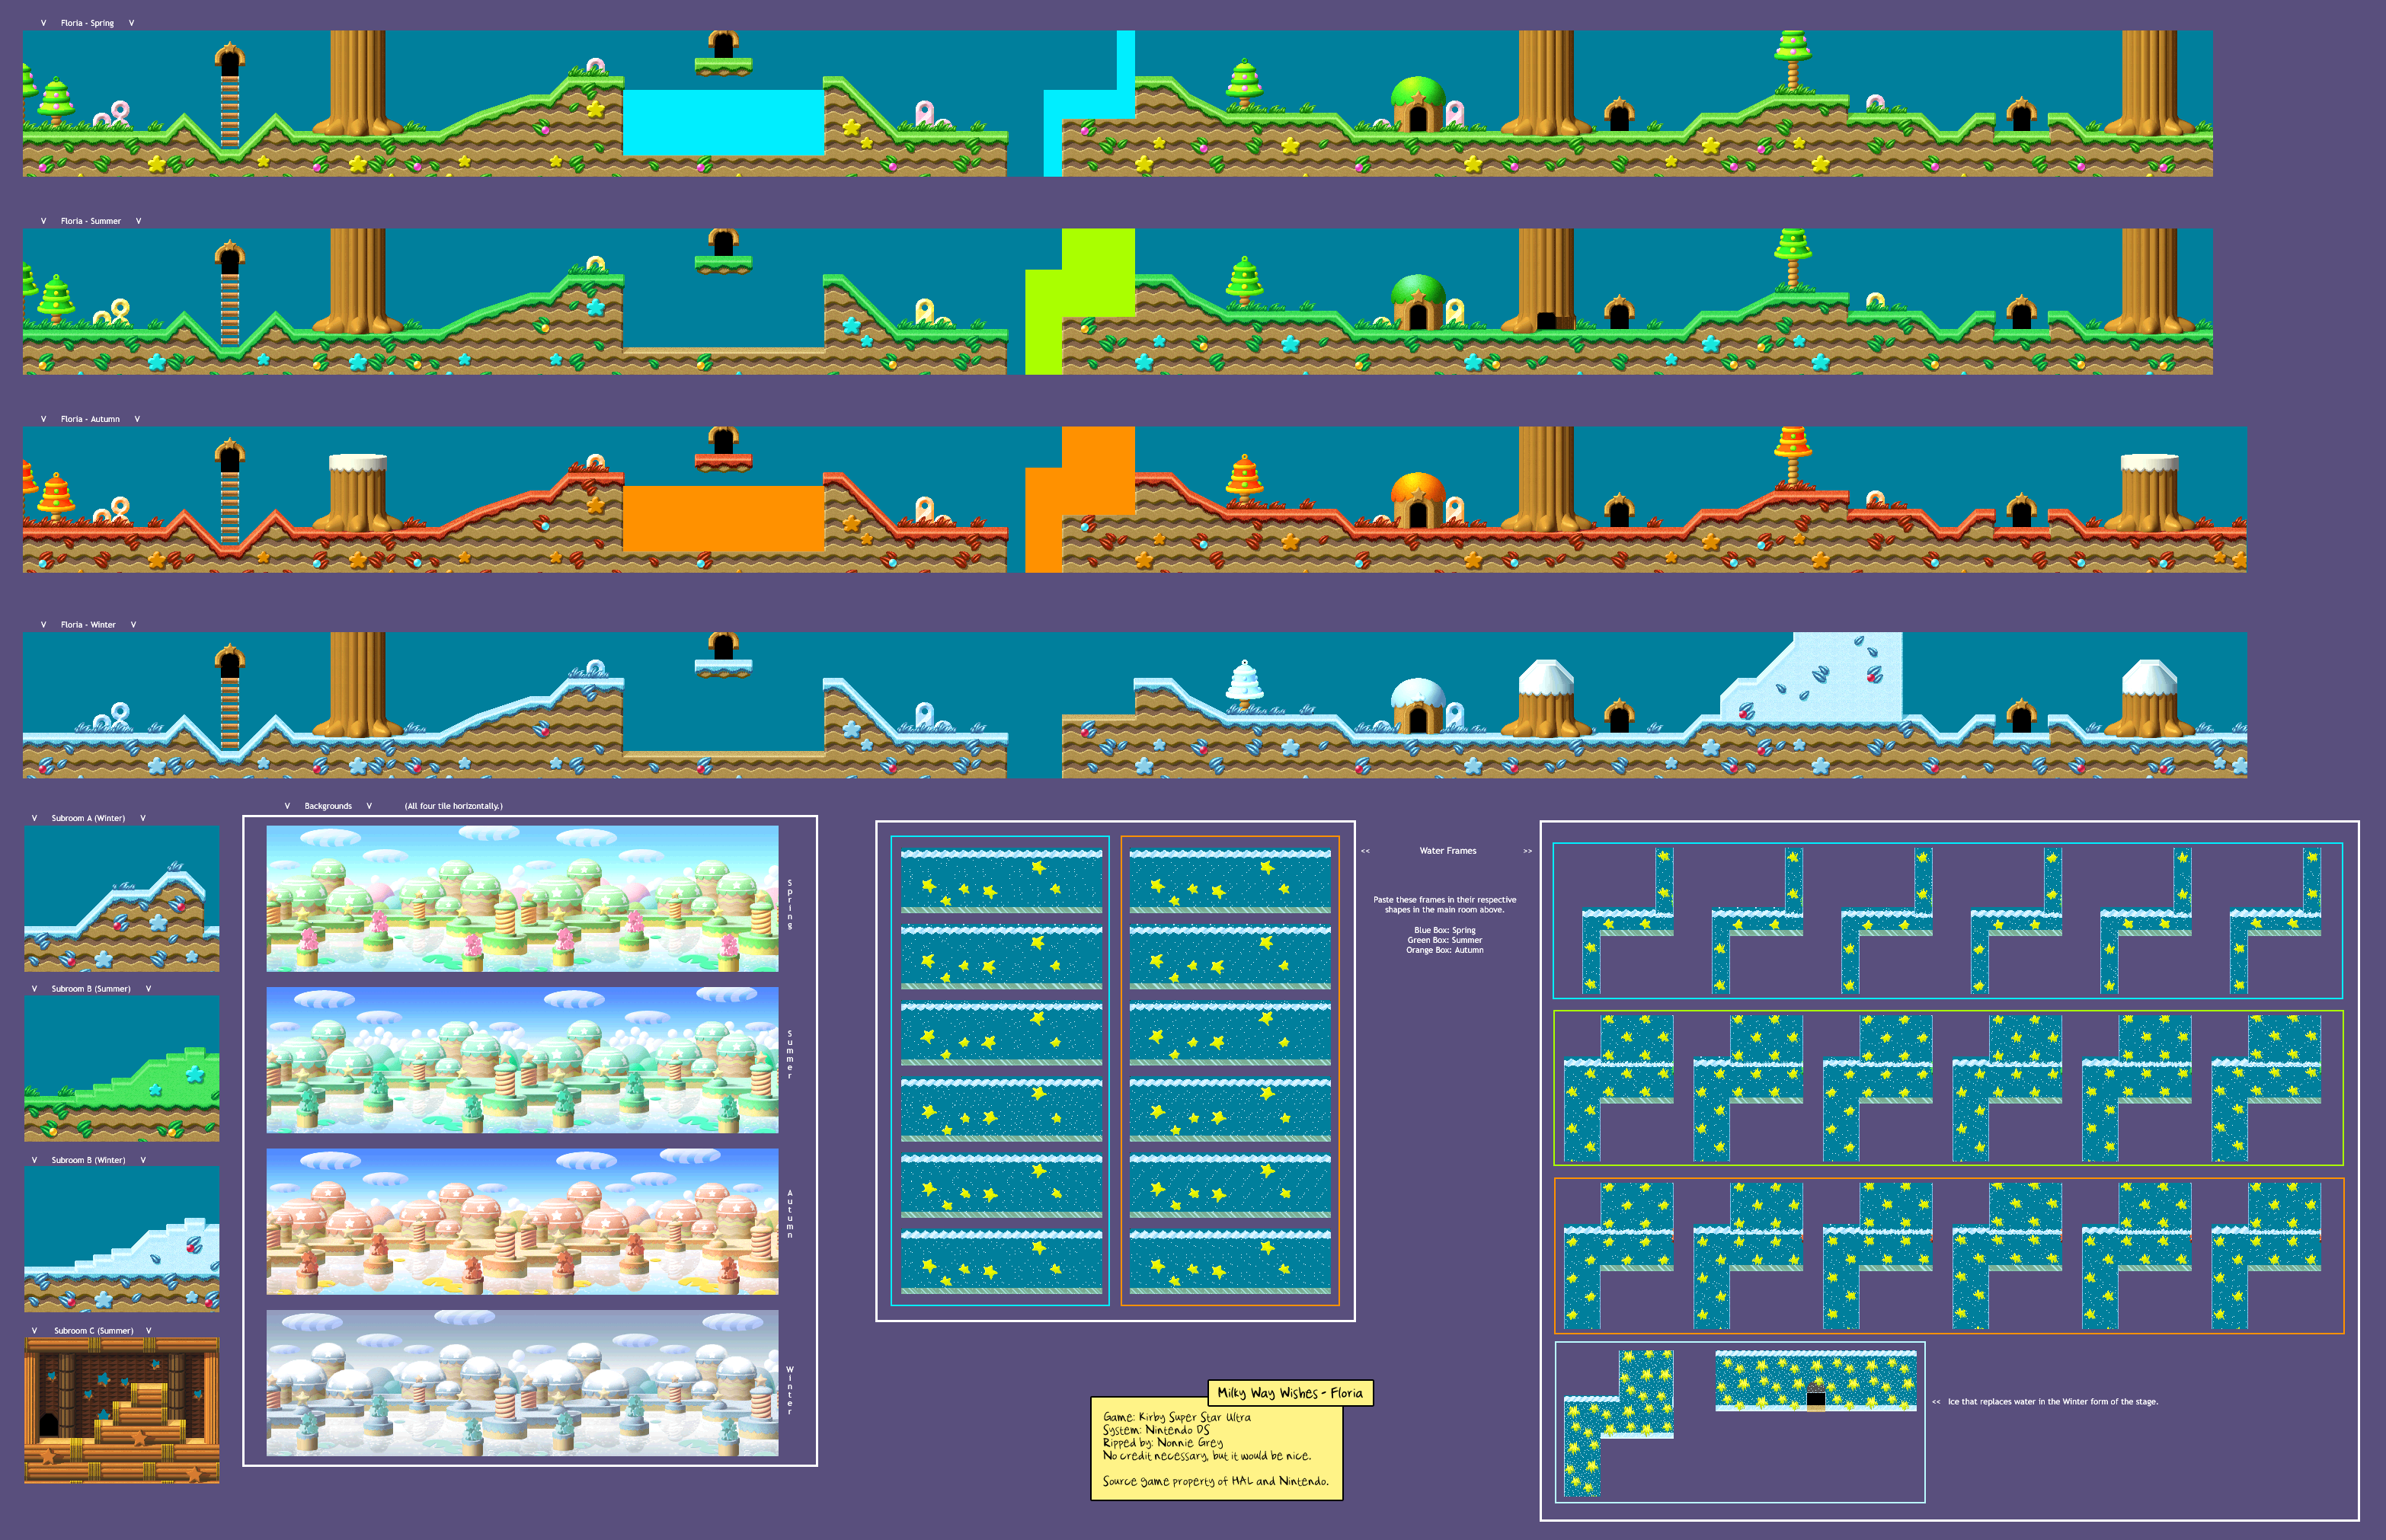 V Floria - Spring V
V Floria - Summer V
V Floria - Autumn V
V Floria - Winter V
V Subroom A (Winter) V
V Subroom B (Summer) V
V Subroom B (Winter) V
V Subroom C (Summer) V
V Backgrounds V (All four tile horizontally.)
Spring
Summer
Autumn
Winter
<< Water Frames >>
Paste these frames in their respective
shapes in the main room above.
Blue Box: Spring
Green Box: Summer
Orange Box: Autumn
<< Ice that replaces water in the Winter form of the stage.
Milky Way Wishes - Floria
Game: Kirby Super Star Ultra
System: Nintendo DS
Ripped by: Nonnie Grey
No credit necessary, but it would be nice.
Source game property of HAL and Nintendo.